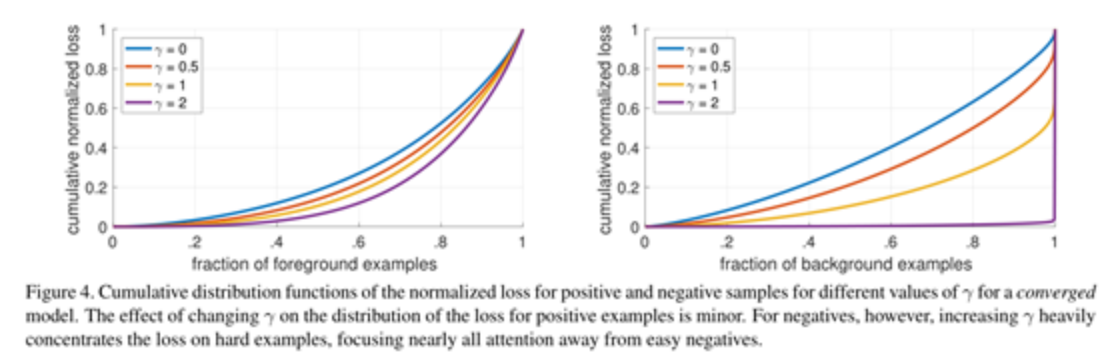 cumulative normalized loss
1
0.8
0.6
0.4
0.2
0
γ = 0
γ = 0.5
γ = 1
γ = 2
0 .2 .4 .6 .8 1
fraction of foreground examples
cumulative normalized loss
1
0.8
0.6
0.4
0.2
0
γ = 0
γ = 0.5
γ = 1
γ = 2
0 .2 .4 .6 .8 1
fraction of background examples
Figure 4. Cumulative distribution functions of the normalized loss for positive and negative samples for different values of γ for a converged
model. The effect of changing γ on the distribution of the loss for positive examples is minor. For negatives, however, increasing γ heavily
concentrates the loss on hard examples, focusing nearly all attention away from easy negatives.